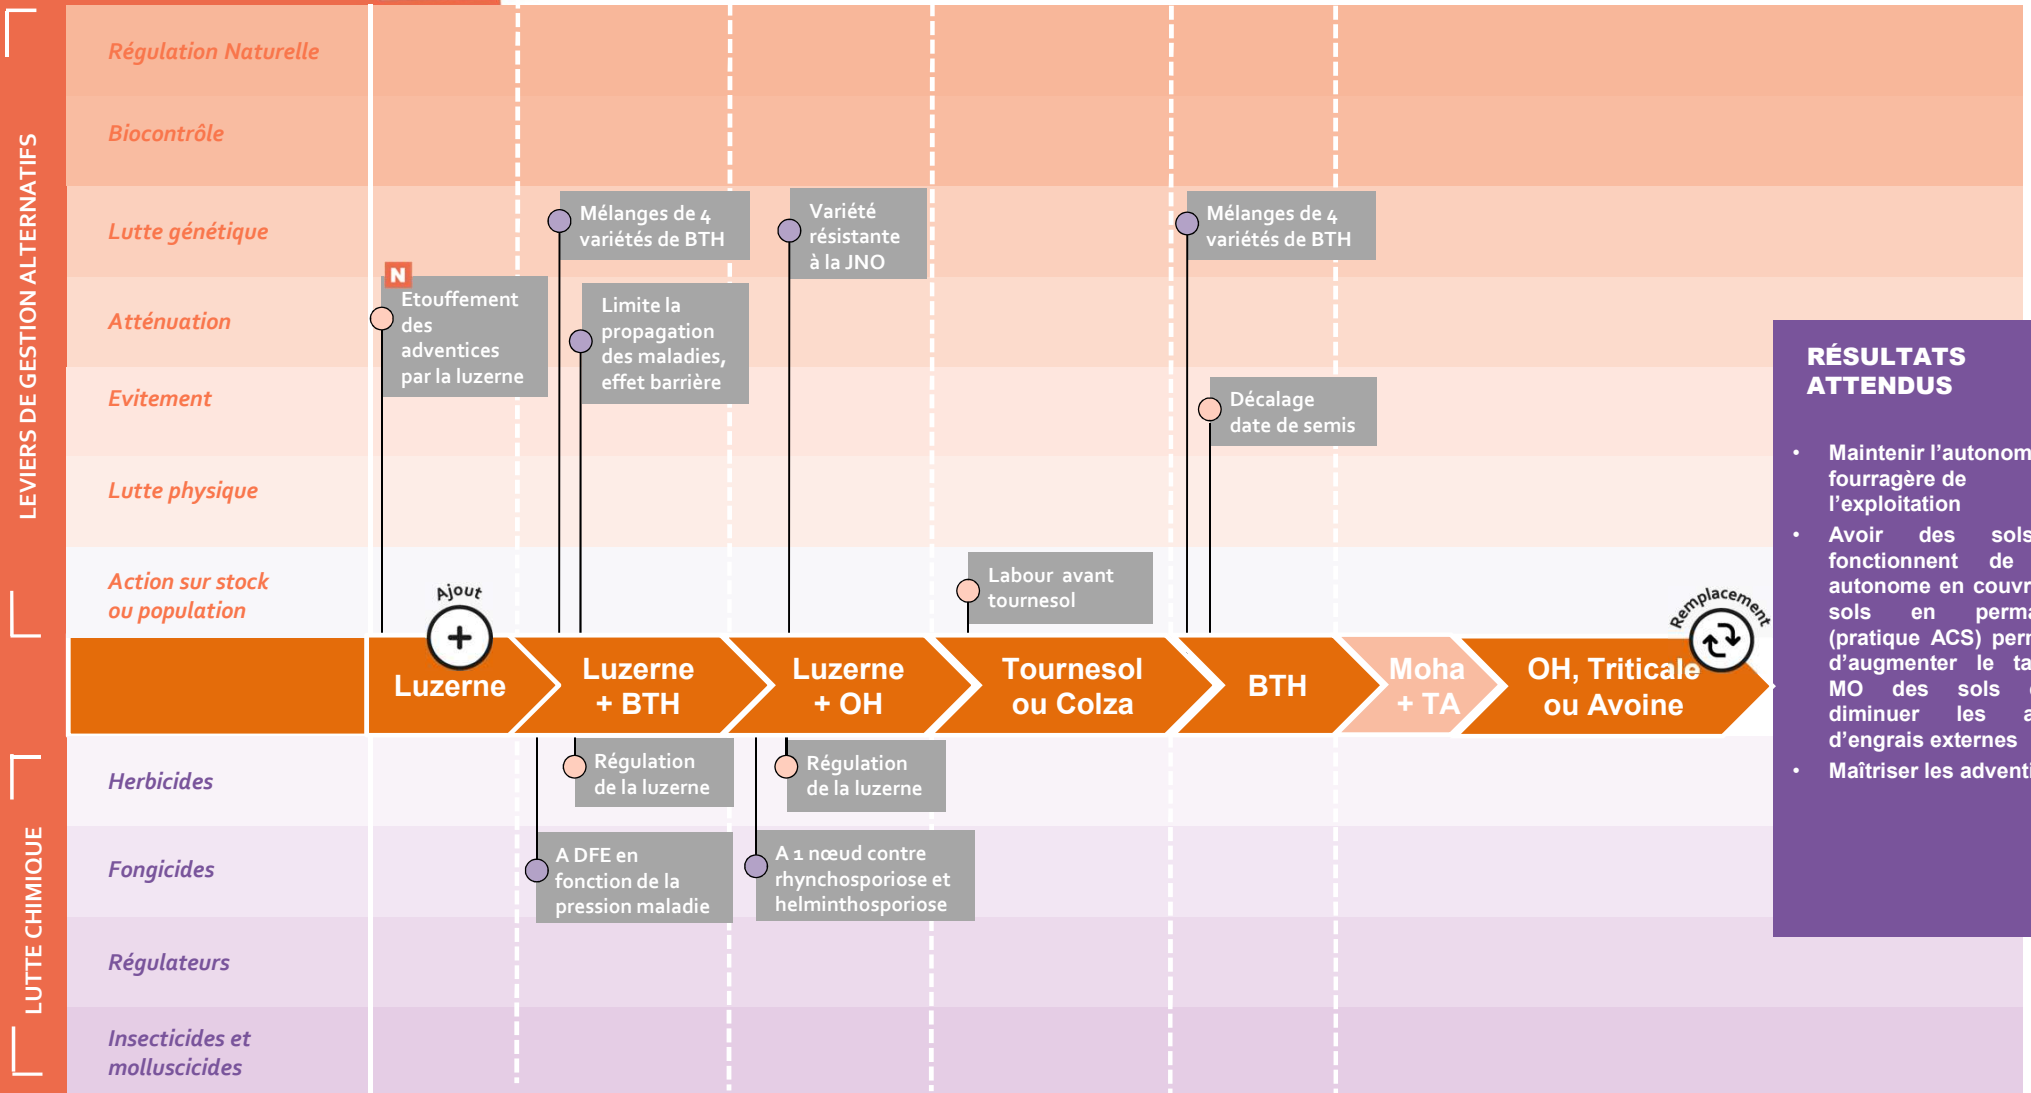 LEVIERS DE GESTION ALTERNATIFS
Régulation Naturelle
Biocontrôle
Lutte génétique
Mélanges de 4
variétés de BTH
Variété
résistante
à la JNO
Mélanges de 4
variétés de BTH
Atténuation
N
Etouffement
des
adventices
par la luzerne
Limite la
propagation
des maladies,
effet barrière
Evitement
Décalage
date de semis
Lutte physique
Action sur stock
ou population
Labour avant
tournesol
Ajout
Remplacement
Luzerne
Luzerne
+ BTH
Luzerne
+ OH
Tournesol
ou Colza
BTH
Moha
+ TA
OH, Triticale
ou Avoine
LUTTE CHIMIQUE
Herbicides
Régulation
de la luzerne
Régulation
de la luzerne
Fongicides
A DFE en
fonction de la
pression maladie
A 1 nœud contre
rhynchosporiose et
helminthosporiose
Régulateurs
Insecticides et
molluscicides
RÉSULTATS
ATTENDUS
• Maintenir l’autonom
fourragère de
l’exploitation
• Avoir des sols
fonctionnent de
autonome en couvr
sols en perma
(pratique ACS) perm
d’augmenter le ta
MO des sols
diminuer les a
d’engrais externes
• Maîtriser les adventi